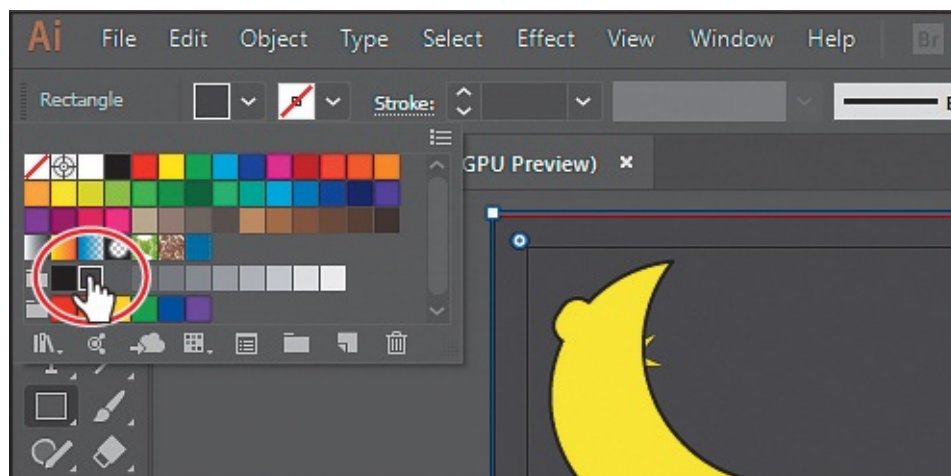 Ai File Edit Object Type Select Effect View Window Help Br
Rectangle Stroke:
GPU Preview) ×